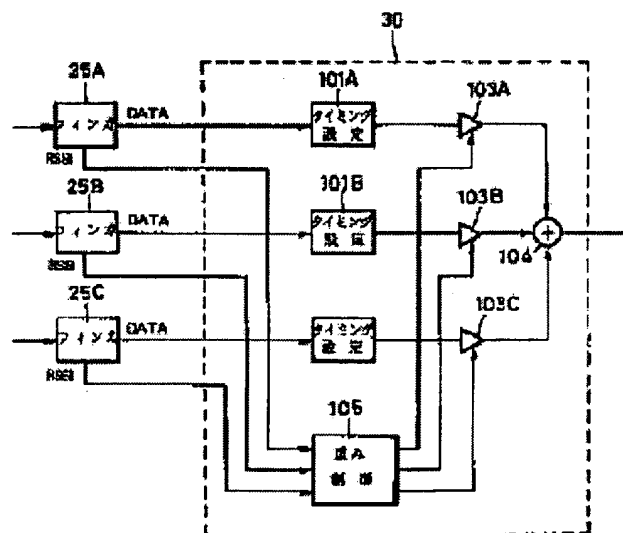 30
25A
101A
103A
フィンガ
DATA
タイミング
設定
RSSI
25B
101B
103B
フィンガ
DATA
タイミング
設定
104
RSSI
25C
103C
フィンガ
DATA
タイミング
設定
RSSI
105
重み
制御